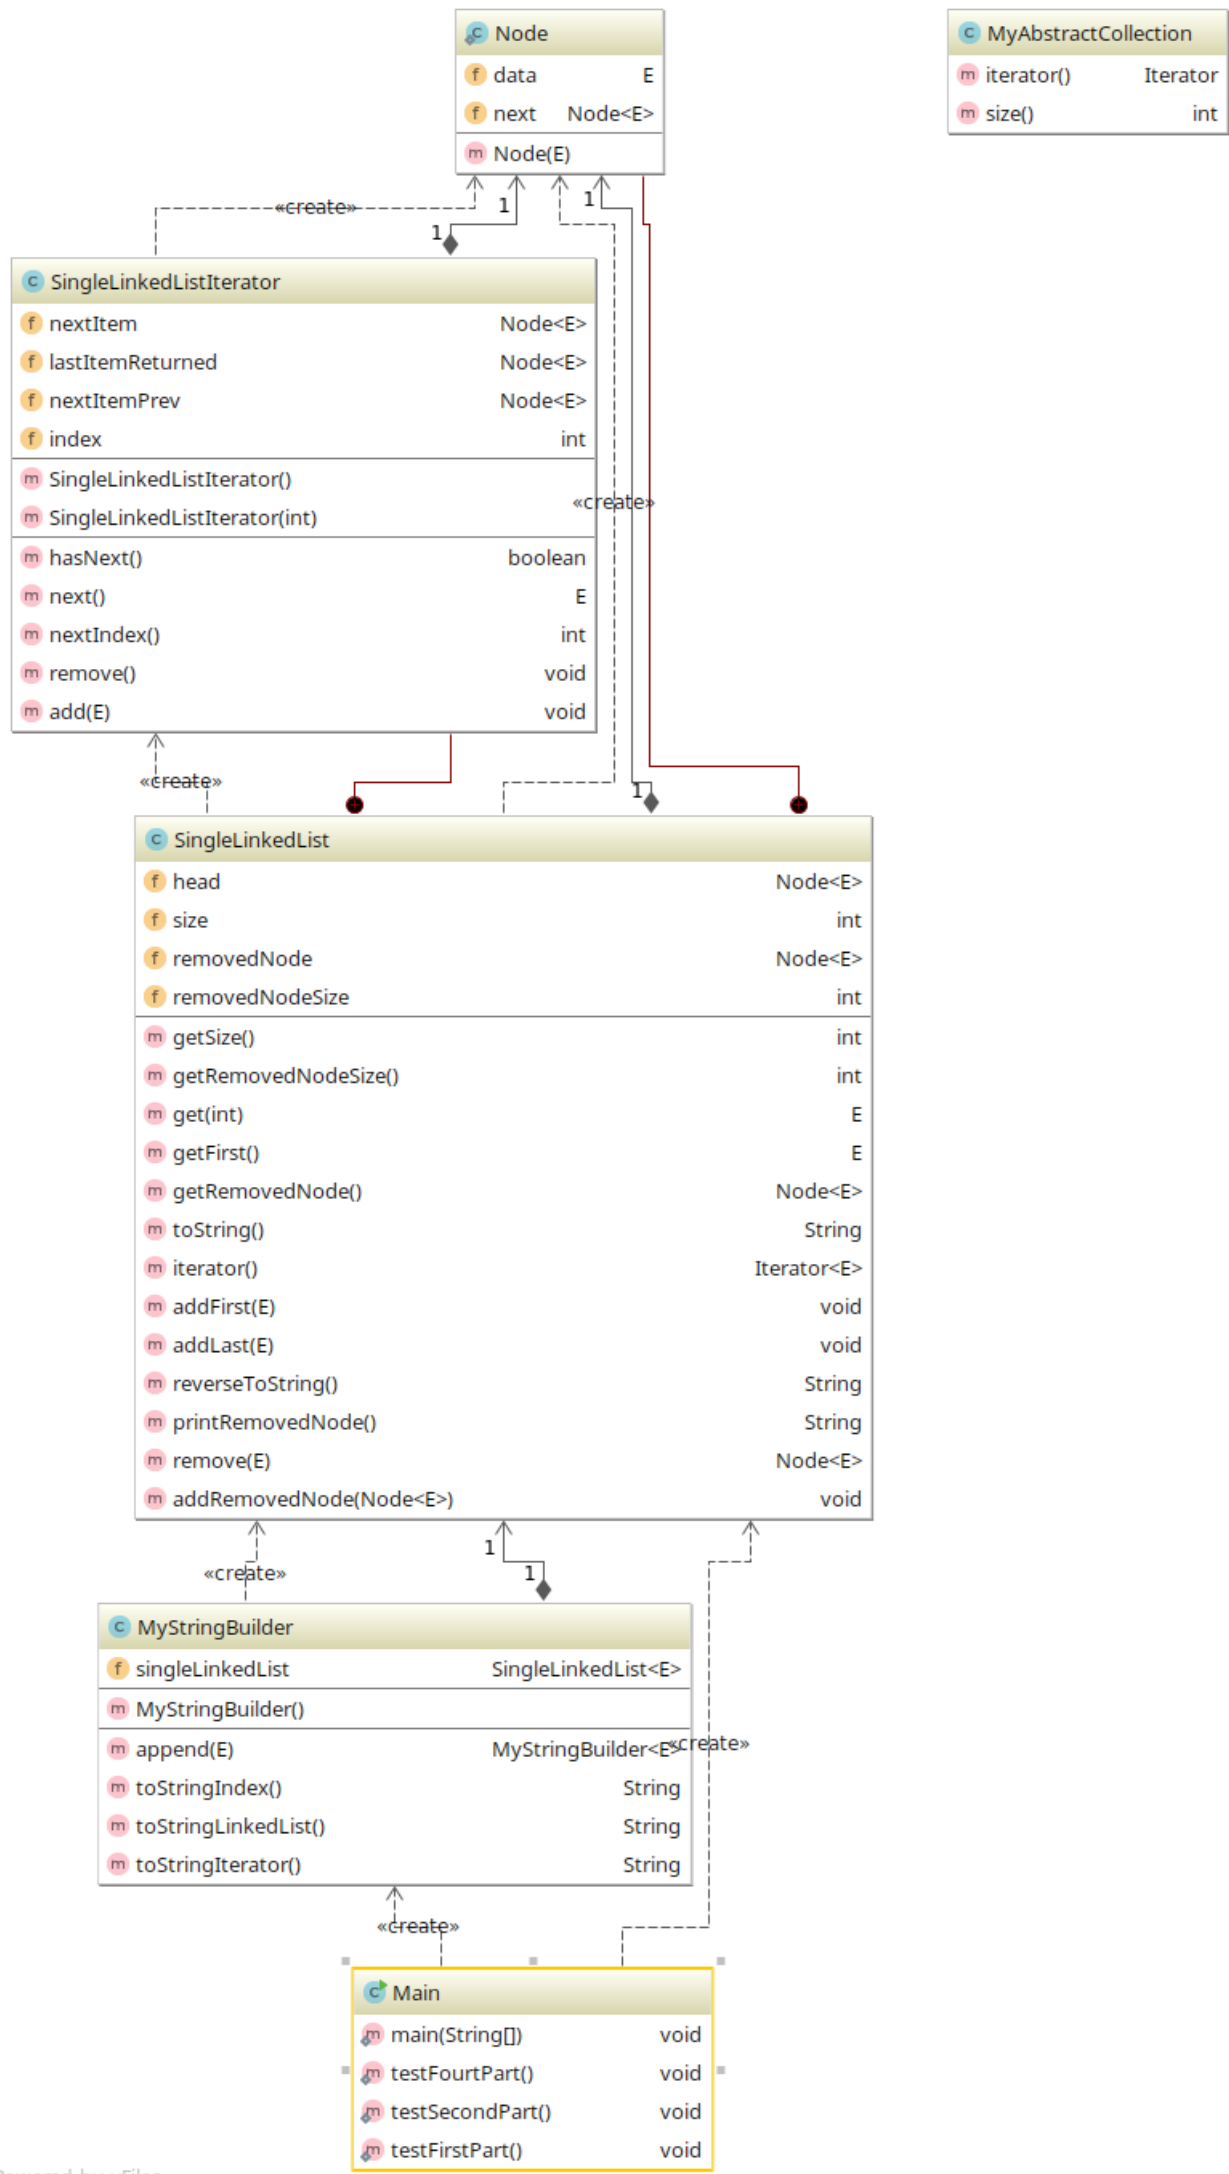 Node
data E
next Node<E>
Node(E)
MyAbstractCollection
iterator() Iterator
size() int
«create»
1
1
1
SingleLinkedListIterator
nextItem Node<E>
lastItemReturned Node<E>
nextItemPrev Node<E>
index int
SingleLinkedListIterator()
SingleLinkedListIterator(int)
«create»
hasNext() boolean
next() E
nextIndex() int
remove() void
add(E) void
«create»
1
SingleLinkedList
head Node<E>
size int
removedNode Node<E>
removedNodeSize int
getSize() int
getRemovedNodeSize() int
get(int) E
getFirst() E
getRemovedNode() Node<E>
toString() String
iterator() Iterator<E>
addFirst(E) void
addLast(E) void
reverseToString() String
printRemovedNode() String
remove(E) Node<E>
addRemovedNode(Node<E>) void
1
«create»
1
MyStringBuilder
singleLinkedList SingleLinkedList<E>
MyStringBuilder()
append(E) MyStringBuilder<E>
«create»
toStringIndex() String
toStringLinkedList() String
toStringIterator() String
«create»
Main
main(String[]) void
testFourtPart() void
testSecondPart() void
testFirstPart() void